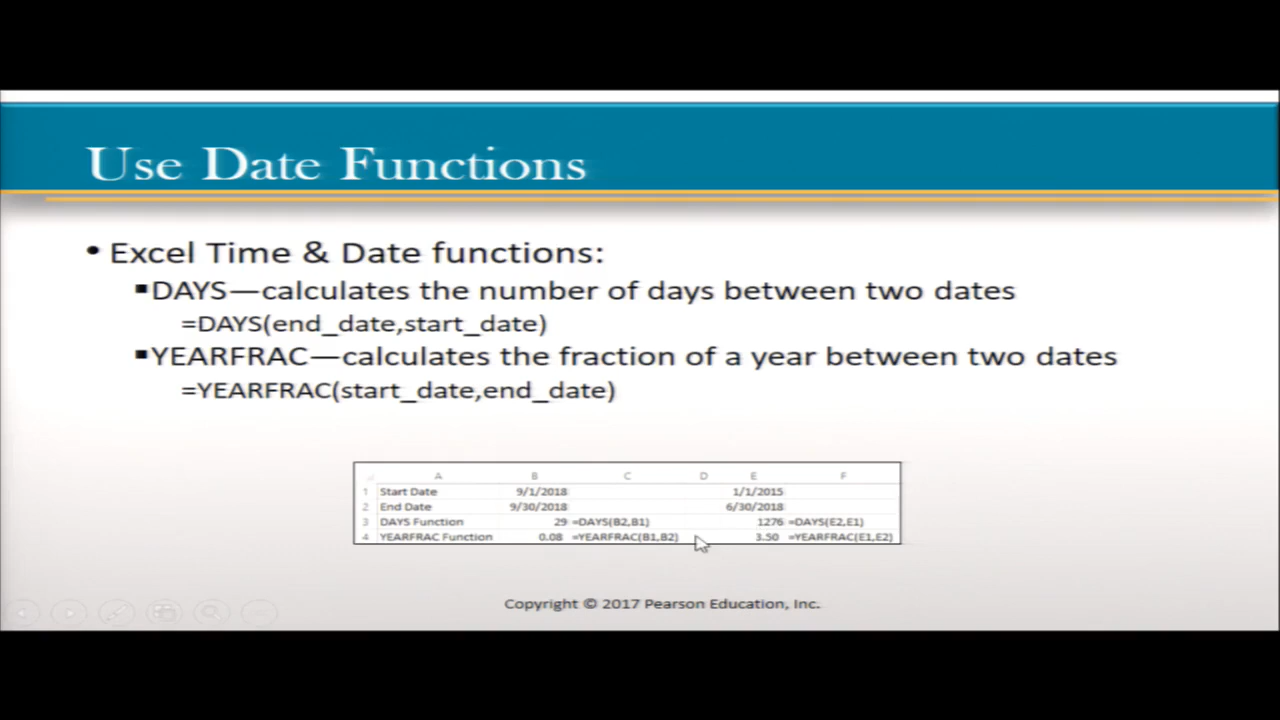 Use Date Functions
• Excel Time & Date functions:
▪DAYS—calculates the number of days between two dates
=DAYS(end_date,start_date)
▪YEARFRAC—calculates the fraction of a year between two dates
=YEARFRAC(start_date,end_date)
A B C D E F
1 Start Date 9/1/2018 1/1/2015
2 End Date 9/30/2018 6/30/2018
3 DAYS Function 29 =DAYS(B2,B1) 1276 =DAYS(E2,E1)
4 YEARFRAC Function 0.08 =YEARFRAC(B1,B2) 3.50 =YEARFRAC(E1,E2)
Copyright © 2017 Pearson Education, Inc.